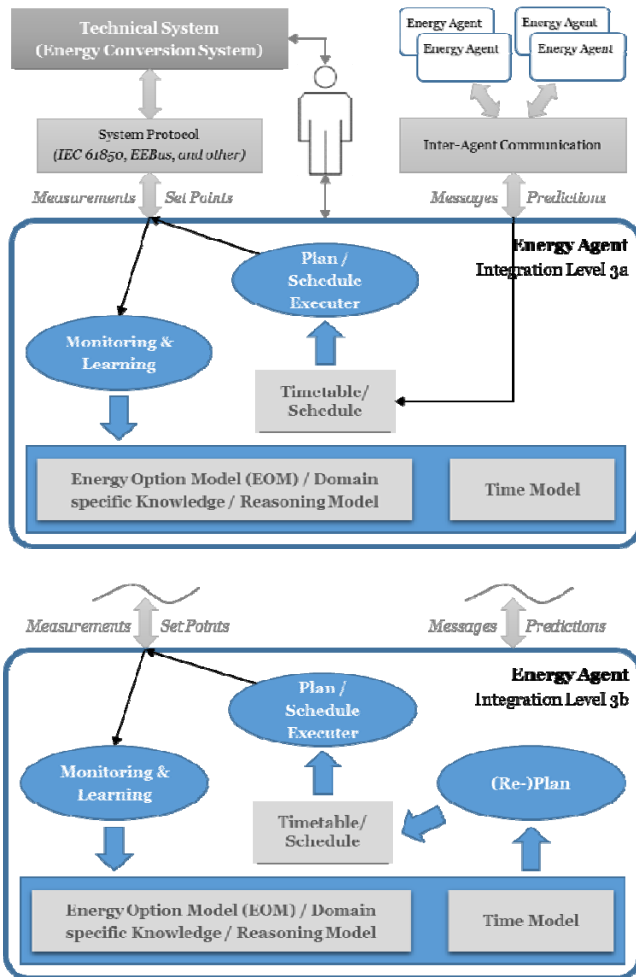 Technical System
(Energy Conversion System)
Energy Agent
Energy Agent
Energy Agent
Energy Agent
System Protocol
(IEC 61850, EEBus, and other)
Inter-Agent Communication
Measurements
Set Points
Messages
Predictions
Energy Agent
Integration Level 3a
Plan /
Schedule
Executer
Monitoring &
Learning
Timetable/
Schedule
Energy Option Model (EOM) / Domain
specific Knowledge / Reasoning Model
Time Model
Measurements
Set Points
Messages
Predictions
Energy Agent
Integration Level 3b
Plan /
Schedule
Executer
Monitoring &
Learning
(Re-)Plan
Timetable/
Schedule
Energy Option Model (EOM) / Domain
specific Knowledge / Reasoning Model
Time Model